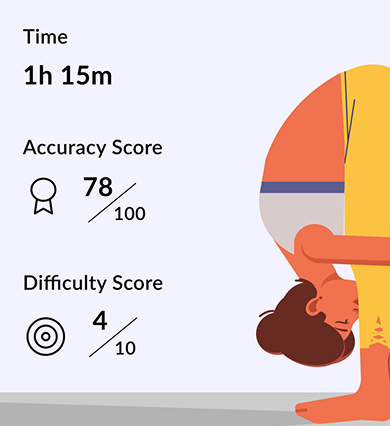 Time
1h 15m
Accuracy Score
78/100
Difficulty Score
4/10